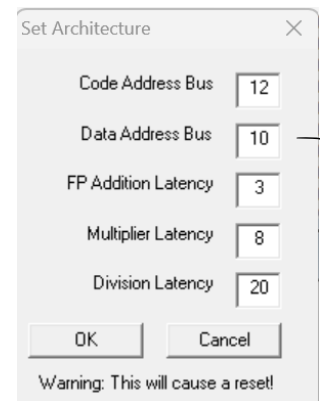 Set Architecture
Code Address Bus 12
Data Address Bus 10
FP Addition Latency 3
Multiplier Latency 8
Division Latency 20
OK Cancel
Warning: This will cause a reset!